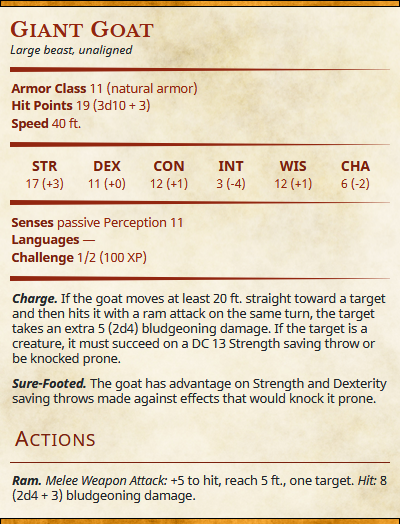 Giant Goat
Large beast, unaligned
Armor Class 11 (natural armor)
Hit Points 19 (3d10 + 3)
Speed 40 ft.
STR DEX CON INT WIS CHA
17 (+3) 11 (+0) 12 (+1) 3 (-4) 12 (+1) 6 (-2)
Senses passive Perception 11
Languages —
Challenge 1/2 (100 XP)
Charge. If the goat moves at least 20 ft. straight toward a target
and then hits it with a ram attack on the same turn, the target
takes an extra 5 (2d4) bludgeoning damage. If the target is a
creature, it must succeed on a DC 13 Strength saving throw or
be knocked prone.
Sure-Footed. The goat has advantage on Strength and Dexterity
saving throws made against effects that would knock it prone.
Actions
Ram. Melee Weapon Attack: +5 to hit, reach 5 ft., one target. Hit: 8
(2d4 + 3) bludgeoning damage.